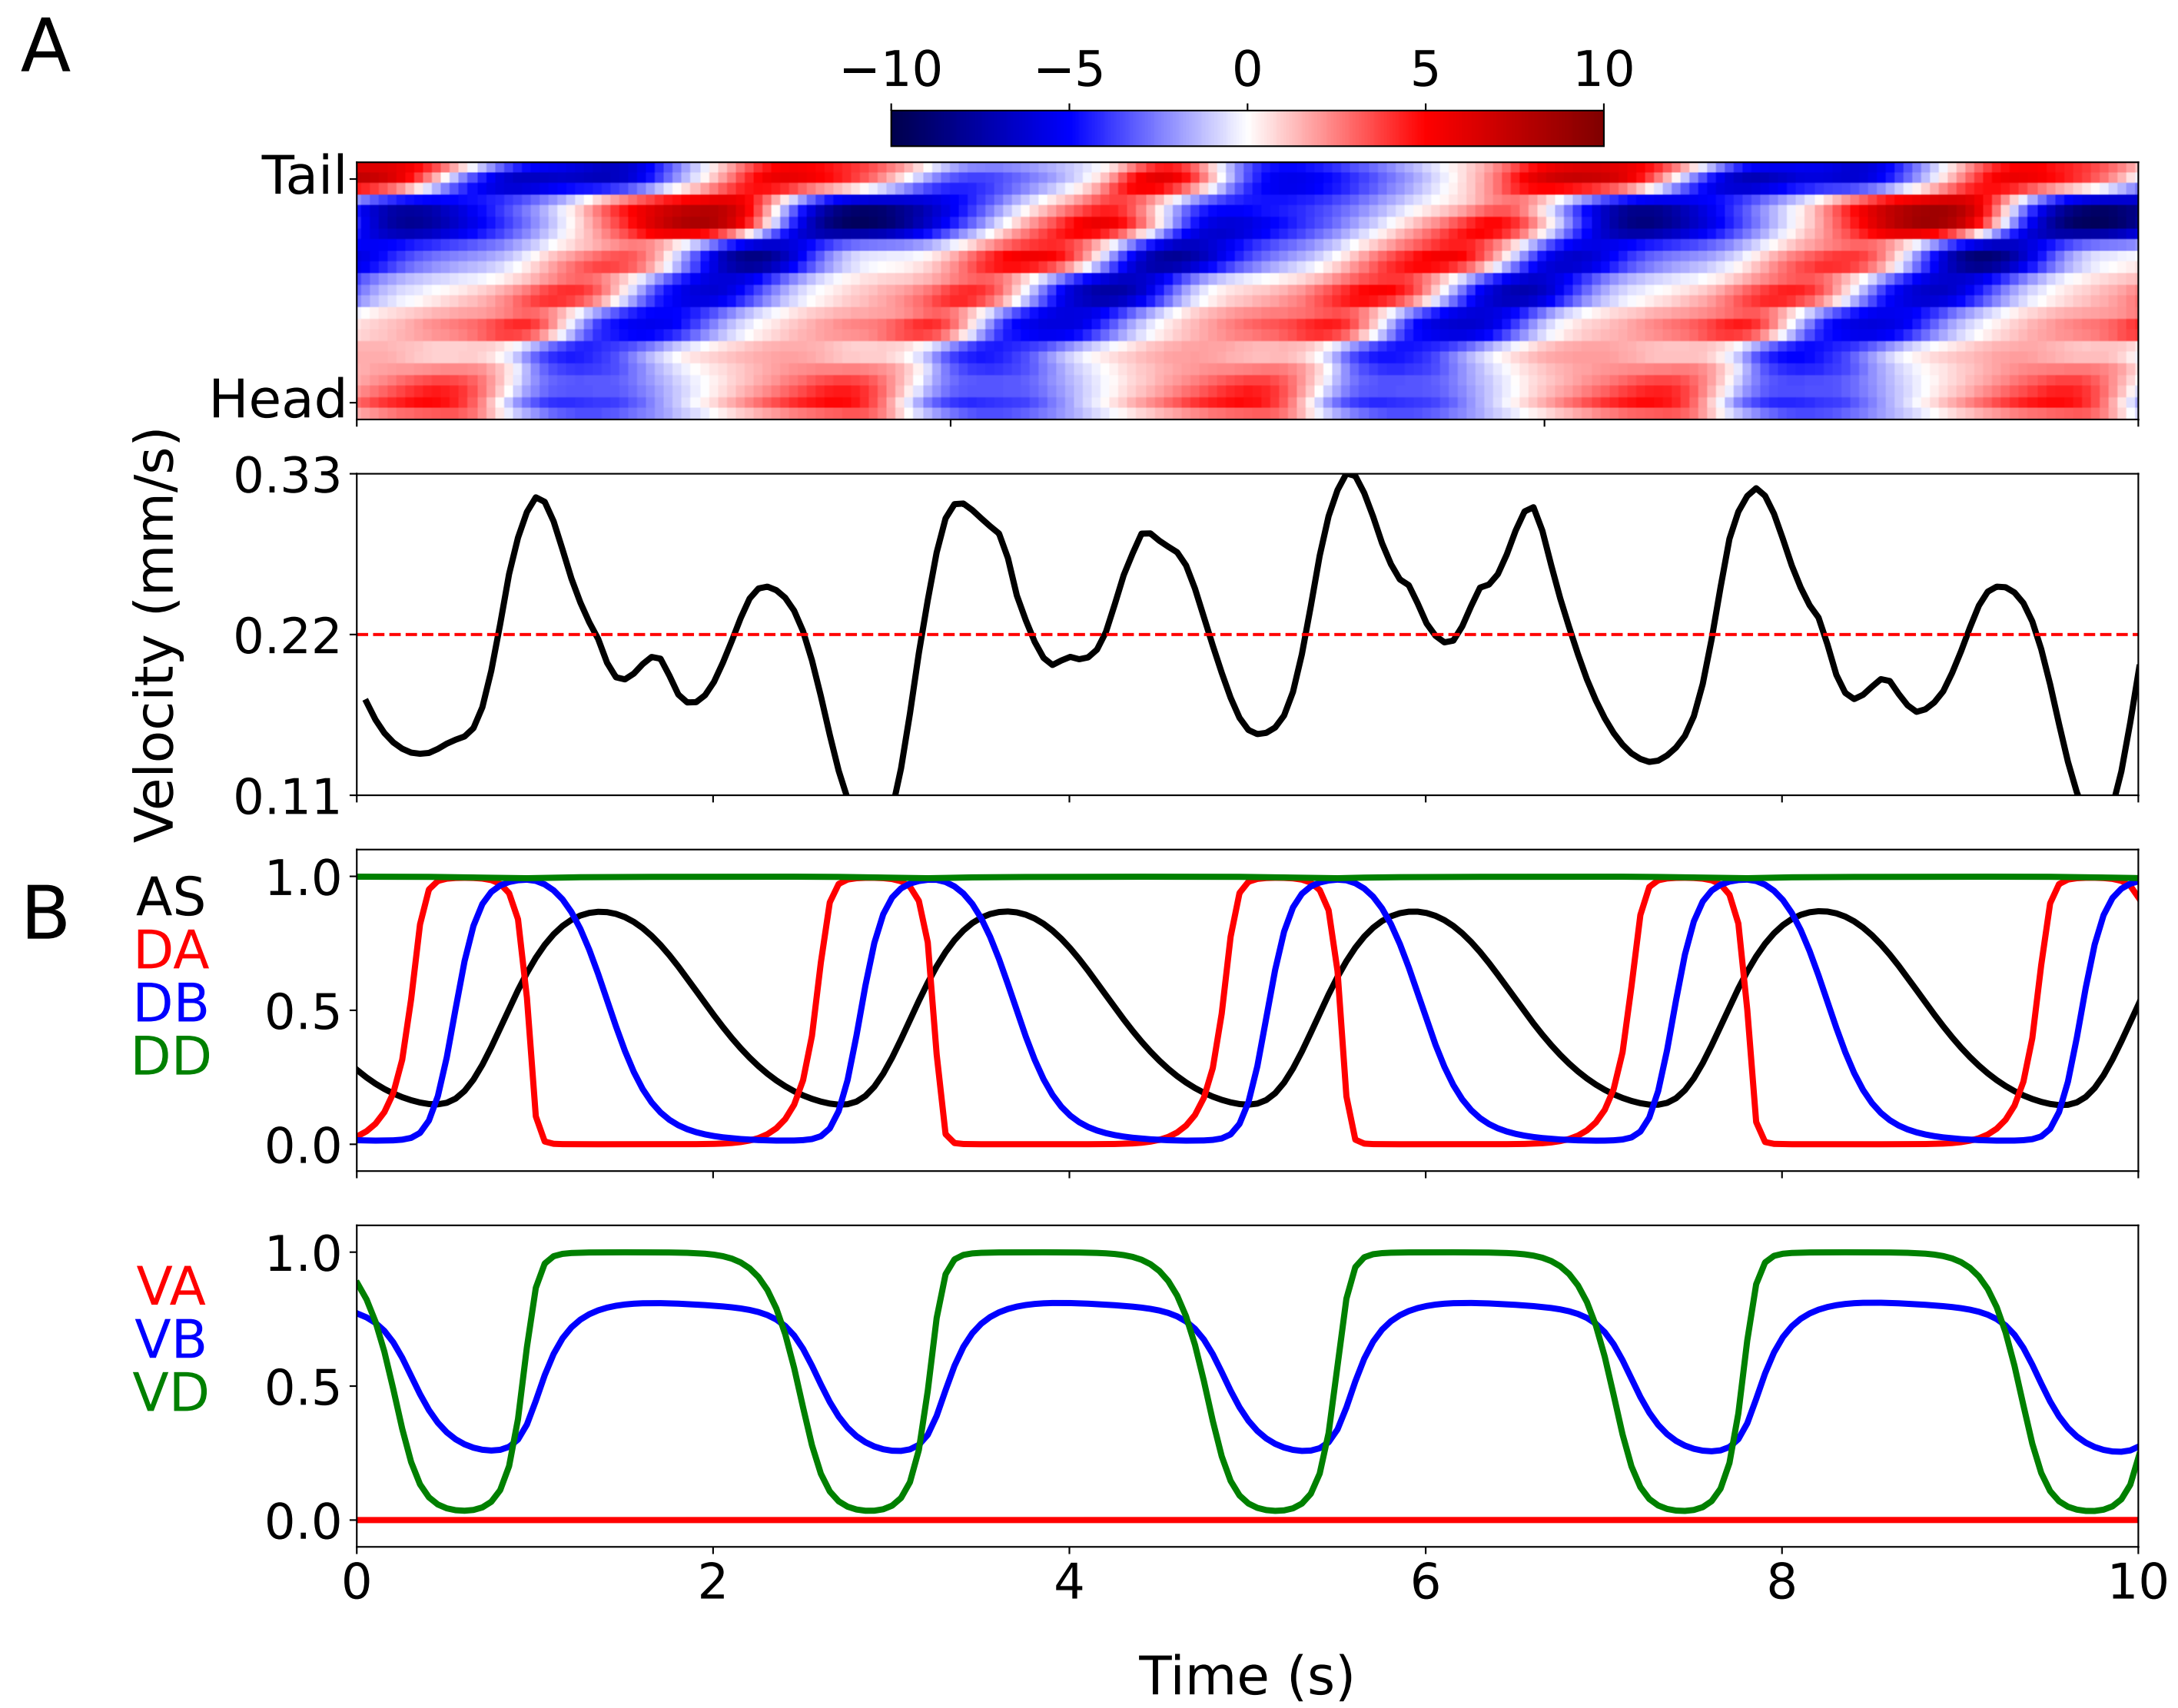 A
−10 −5 0 5 10
Tail
Head
Velocity (mm/s)
0.33
0.22
0.11
B
AS
DA
DB
DD
1.0
0.5
0.0
VA
VB
VD
1.0
0.5
0.0
0 2 4 6 8 10
Time (s)